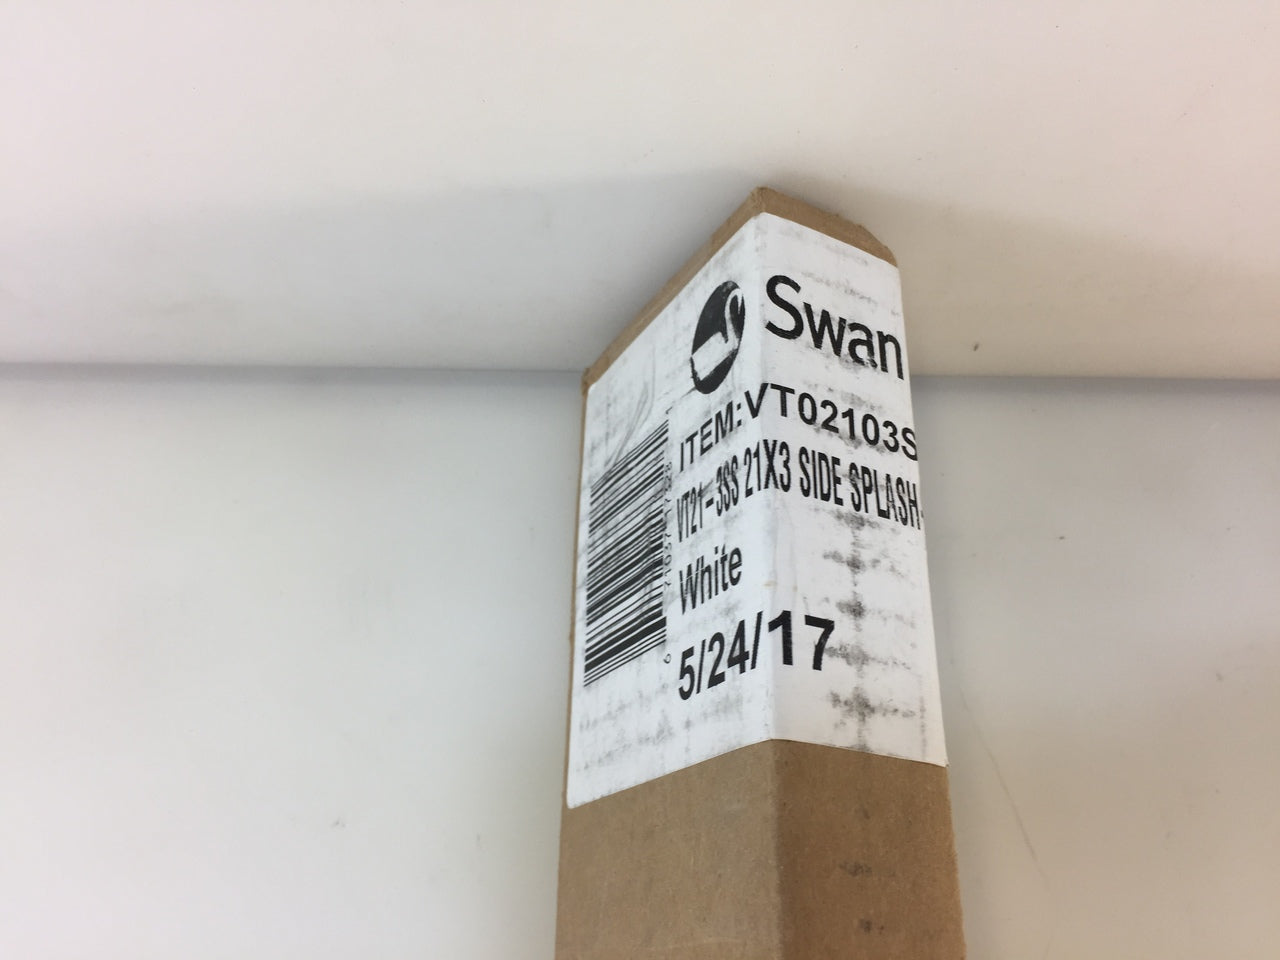 Swan
ITEM:VT02103S
VT21-3SS 21X3 SIDE SPLASH-
White
5/24/17